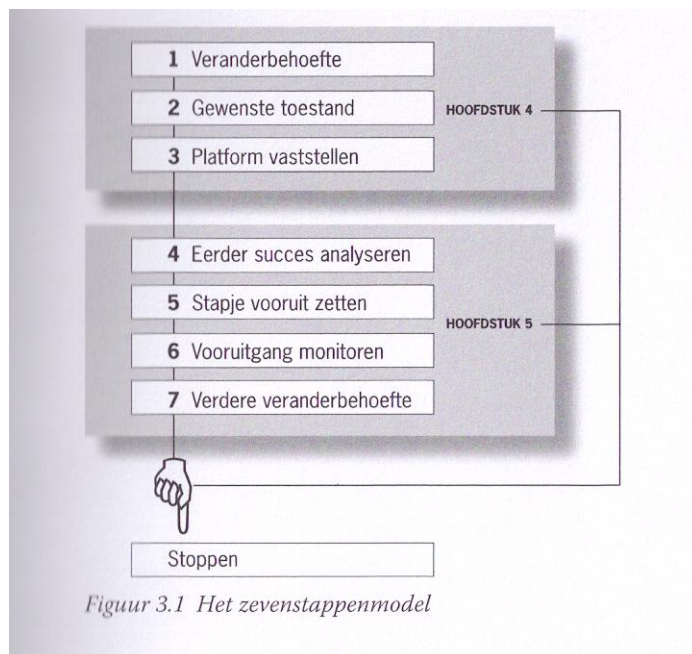 1 Veranderbehoefte
2 Gewenste toestand
HOOFDSTUK 4
3 Platform vaststellen
4 Eerder succes analyseren
5 Stapje vooruit zetten
HOOFDSTUK 5
6 Vooruitgang monitoren
7 Verdere veranderbehoefte
Stoppen
Figuur 3.1 Het zevenstappenmodel